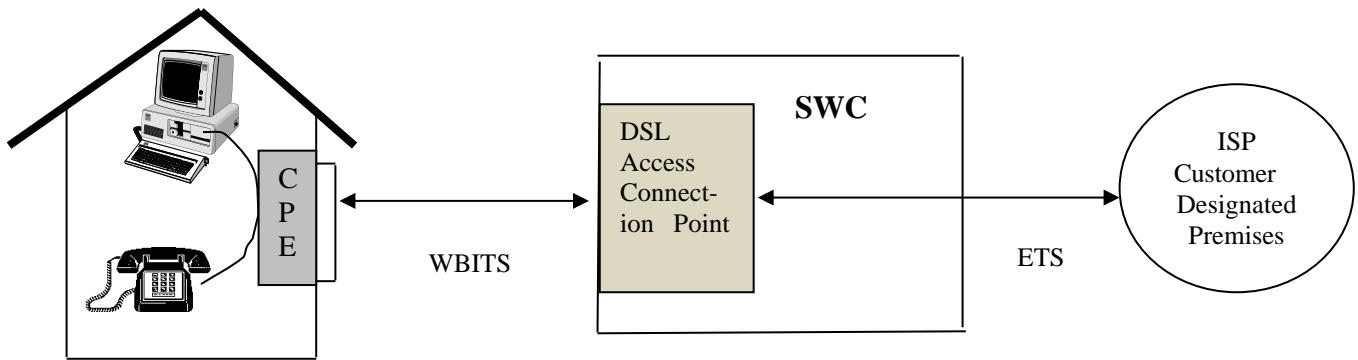 C
P
E
WBITS
DSL
Access
Connect-
ion Point
SWC
ETS
ISP
Customer
Designated
Premises